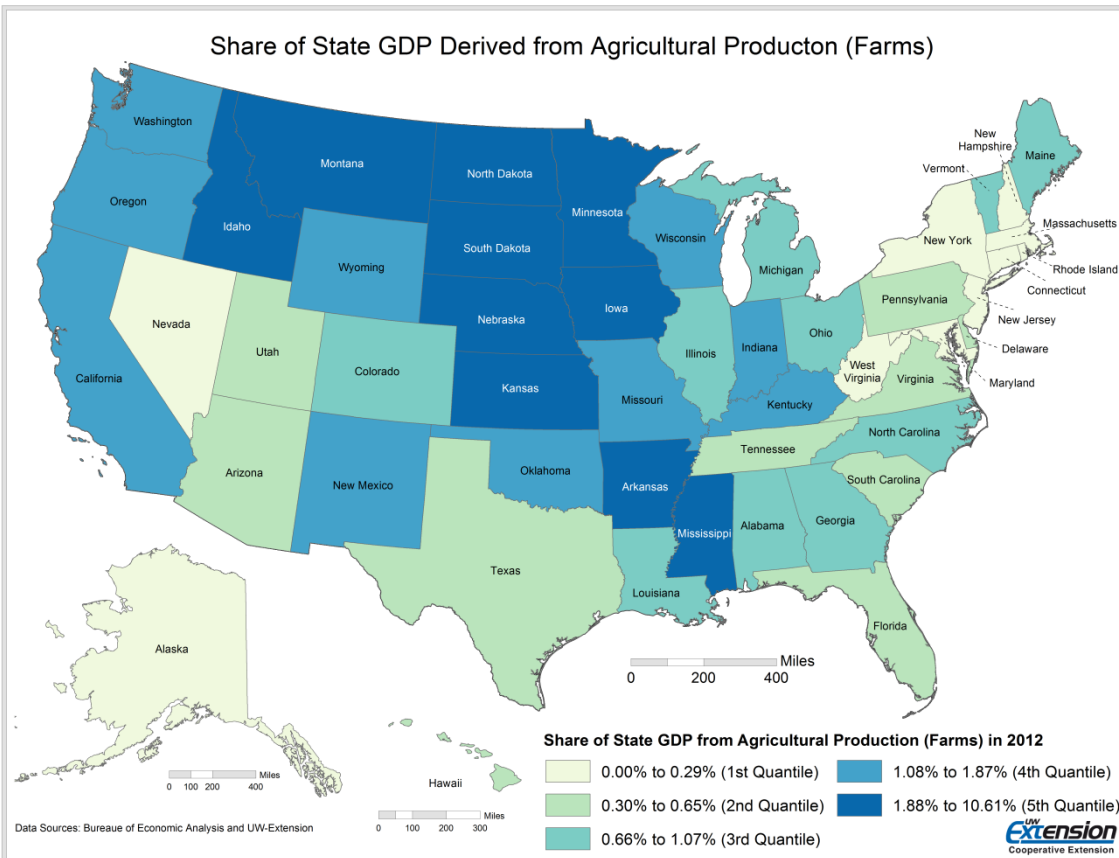 Share of State GDP Derived from Agricultural Producton (Farms)
Washington
Montana
North Dakota
Minnesota
New
Hampshire
Maine
Vermont
Oregon
Idaho
Wyoming
South Dakota
Wisconsin
Michigan
New York
Massachusetts
Rhode Island
Connecticut
Nevada
Utah
Colorado
Nebraska
Iowa
Illinois
Indiana
Ohio
Pennsylvania
New Jersey
Delaware
Maryland
West
Virginia
Virginia
California
Kansas
Missouri
Kentucky
North Carolina
Tennessee
South Carolina
Arizona
New Mexico
Oklahoma
Arkansas
Mississippi
Alabama
Georgia
Texas
Louisiana
Florida
Alaska
Hawaii
Miles
0 200 400
Miles
0 100 200 300 400
Miles
0 50 100 200 300
Share of State GDP from Agricultural Production (Farms) in 2012
0.00% to 0.29% (1st Quantile)
0.30% to 0.65% (2nd Quantile)
0.66% to 1.07% (3rd Quantile)
1.08% to 1.87% (4th Quantile)
1.88% to 10.61% (5th Quantile)
Data Sources: Bureaue of Economic Analysis and UW-Extension
UW
Extension
Cooperative Extension